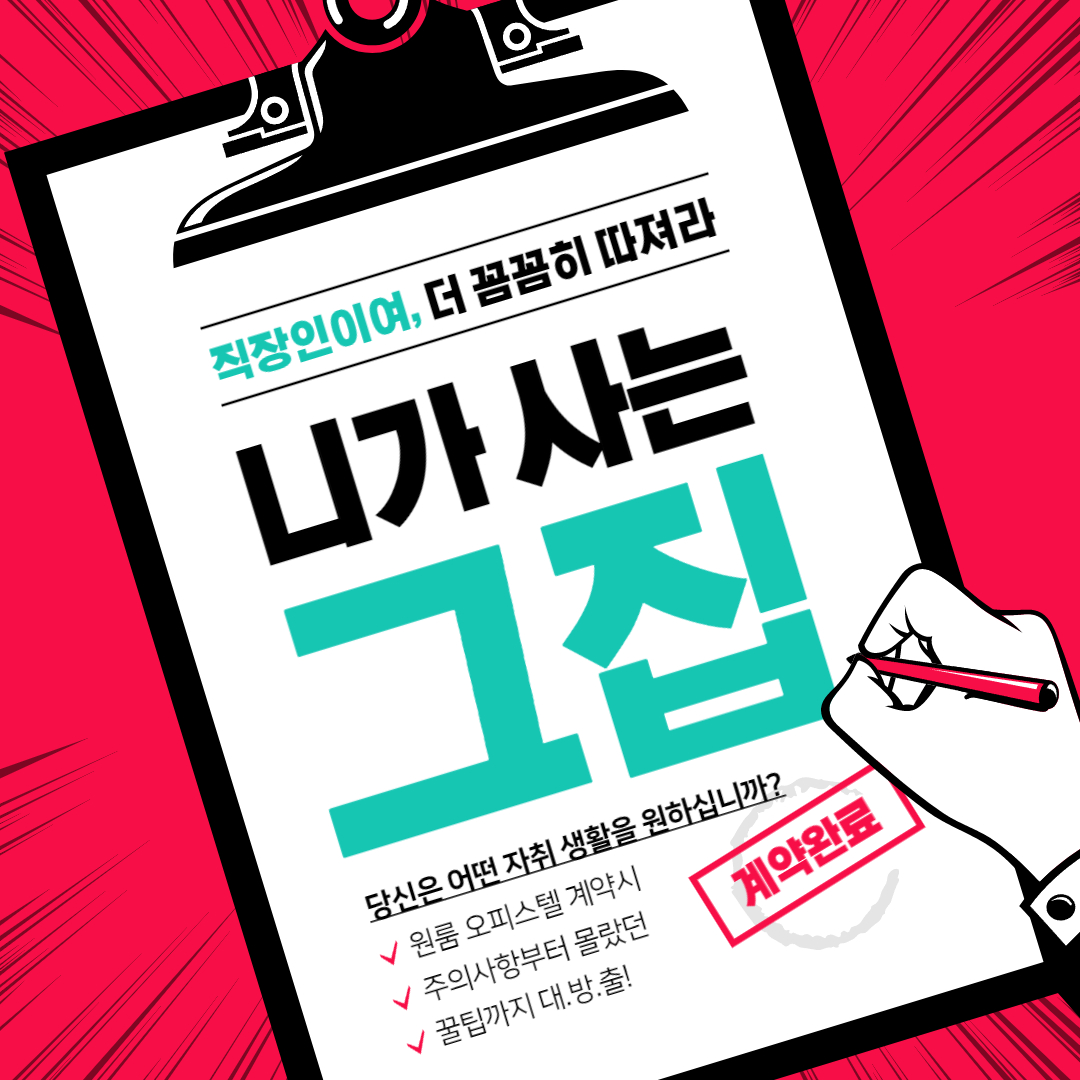 직장인이여, 더 꼼꼼히 따져라
니가 사는
그집
당신은 어떤 자취 생활을 원하십니까?
원룸 오피스텔 계약시
주의사항부터 몰랐던
꿀팁까지 대.방.출!
계약완료